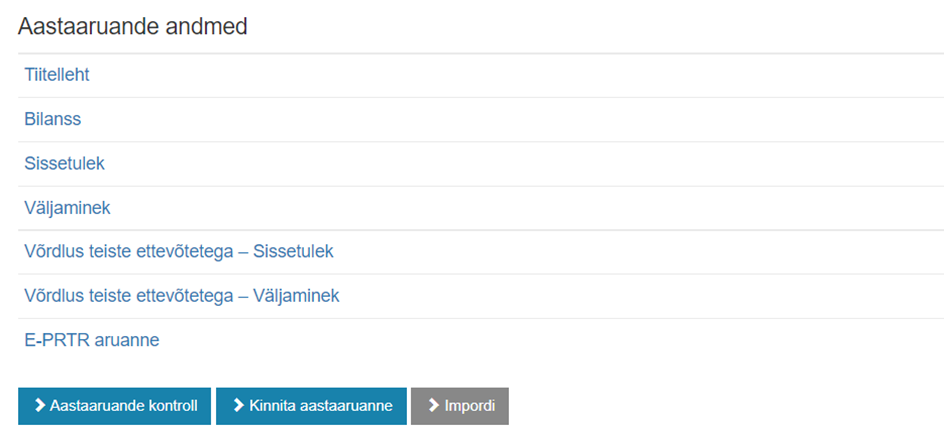 Aastaaruande andmed
Tiitelleht
Bilanss
Sissetulek
Väljaminek
Võrdlus teiste ettevõtetega – Sissetulek
Võrdlus teiste ettevõtetega – Väljaminek
E-PRTR aruanne
Aastaaruande kontroll
Kinnita aastaaruanne
Impordi